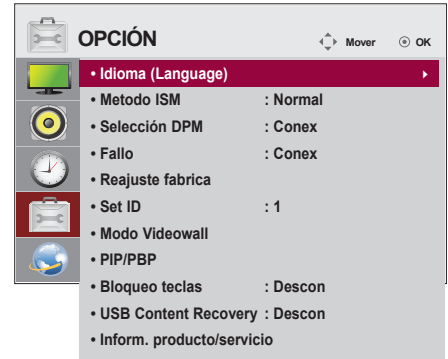 OPCIÓN Mover OK
• Idioma (Language)
• Metodo ISM : Normal
• Selección DPM : Conex
• Fallo : Conex
• Reajuste fabrica
• Set ID : 1
• Modo Videowall
• PIP/PBP
• Bloqueo teclas : Descon
• USB Content Recovery : Descon
• Inform. producto/servicio